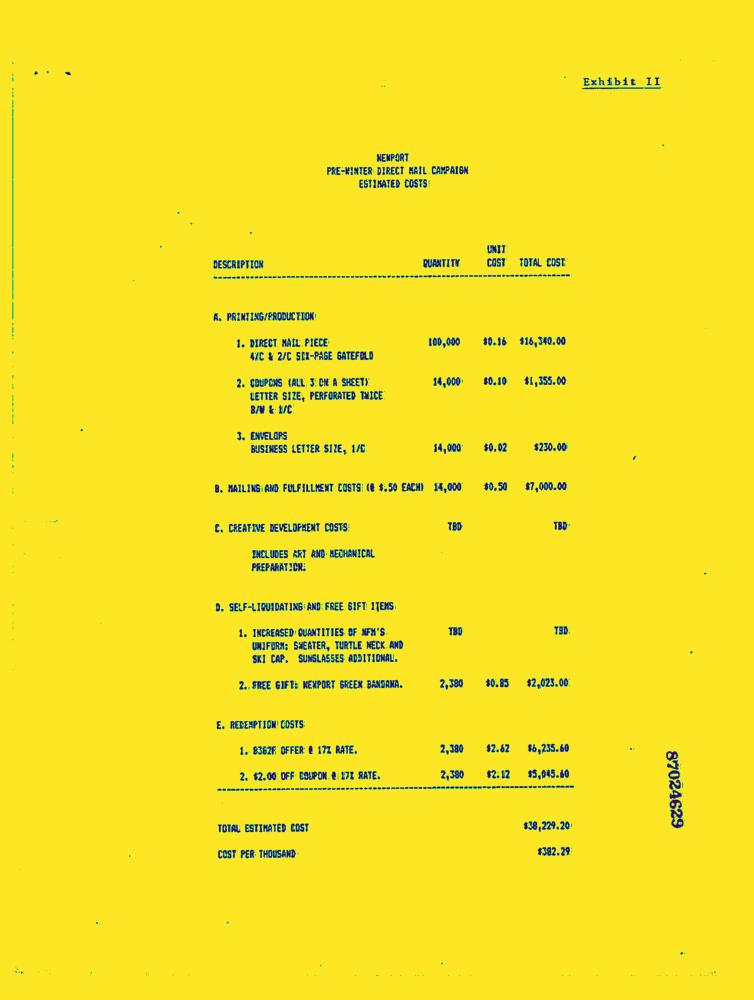 Exhibit II
NEWPORT
PRE-WINTER DIRECT MAIL CAMPAIGN
ESTIMATED COSTS
UNIT
DESCRIPTION QUANTITY COST TOTAL COST
A. PRINTING/PRODUCTION
1. DIRECT MAIL PIECE 100,000 $0.16 $16,340.00
4/C & 2/C SIX-PAGE GATEFOLD
2. COUPONS (ALL 3 ON A SHEET) 14,000 $0.10 $1,355.00
LETTER SIZE, PERFORATED TWICE
B/W & 1/C
3. ENVELOPS
BUSINESS LETTER SIZE, 1/C 14,000 $0.02 $230.00
B. MAILING AND FULFILLMENT COSTS (@ $.50 EACH) 14,000 $0.50 $7,000.00
C. CREATIVE DEVELOPMENT COSTS TBD TBD
INCLUDES ART AND MECHANICAL
PREPARATION.
D. SELF-LIQUIDATING AND FREE GIFT ITEMS
1. INCREASED QUANTITIES OF NFM'S TBD TBD
UNIFORM: SWEATER, TURTLE NECK AND
SKI CAP. SUNGLASSES ADDITIONAL.
2. FREE GIFT: NEWPORT GREEN BANDANA. 2,380 $0.85 $2,023.00
E. REDEMPTION COSTS
1. B3G2F OFFER @ 17% RATE. 2,380 $2.62 $6,235.60
2. $2.00 OFF COUPON @ 17% RATE. 2,380 $2.12 $5,045.60
TOTAL ESTIMATED COST $38,229.20
COST PER THOUSAND $382.29
87024629